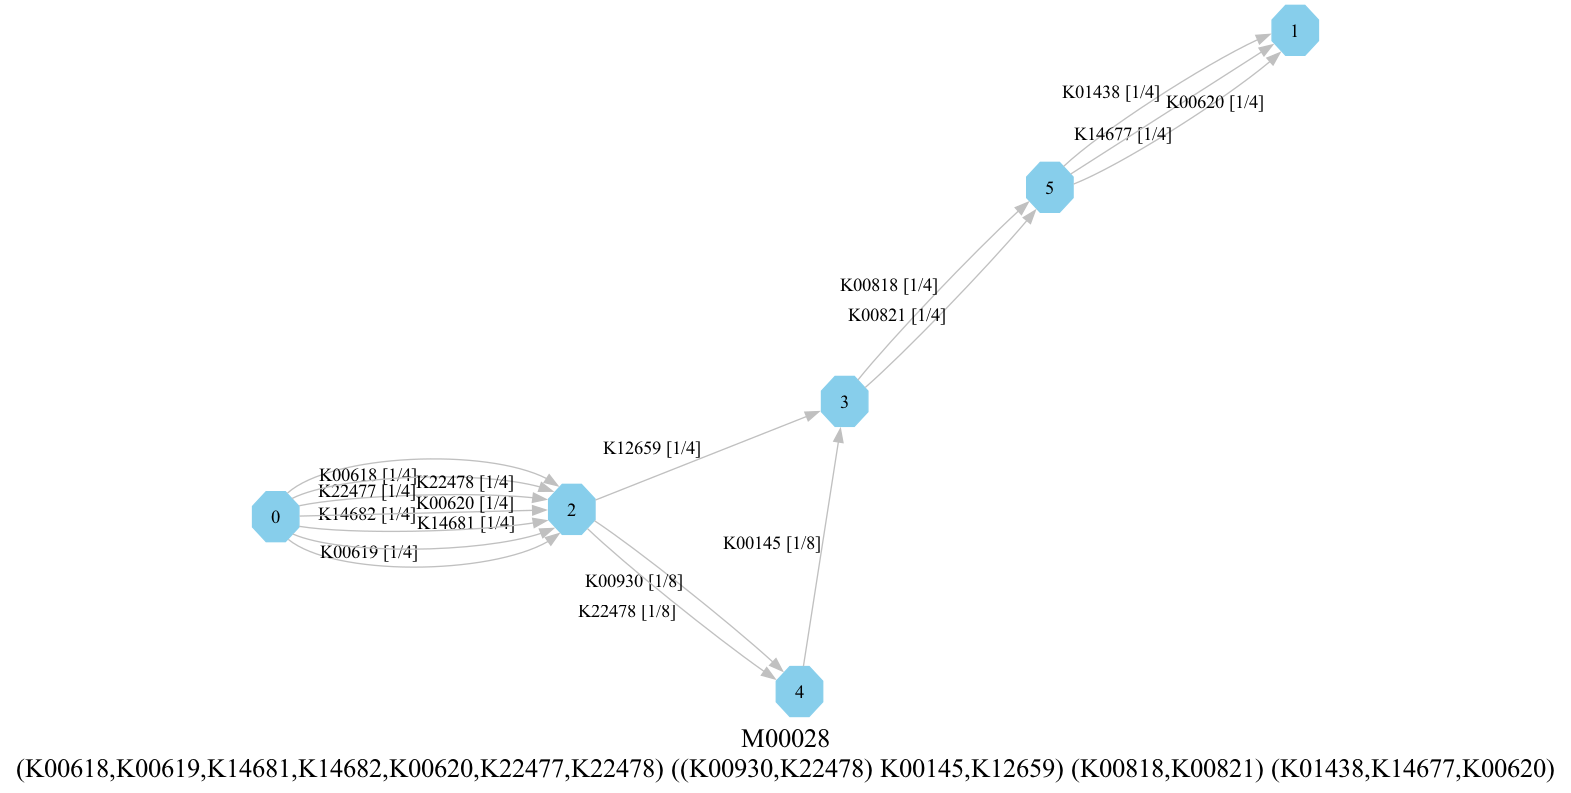 1
K01438 [1/4]
K00620 [1/4]
K14677 [1/4]
5
K00818 [1/4]
K00821 [1/4]
3
K12659 [1/4]
K00618 [1/4]
K22478 [1/4]
K22477 [1/4]
K00620 [1/4]
0
2
K14682 [1/4]
K14681 [1/4]
K00619 [1/4]
K00145 [1/8]
K00930 [1/8]
K22478 [1/8]
4
M00028
(K00618,K00619,K14681,K14682,K00620,K22477,K22478) ((K00930,K22478) K00145,K12659) (K00818,K00821) (K01438,K14677,K00620)